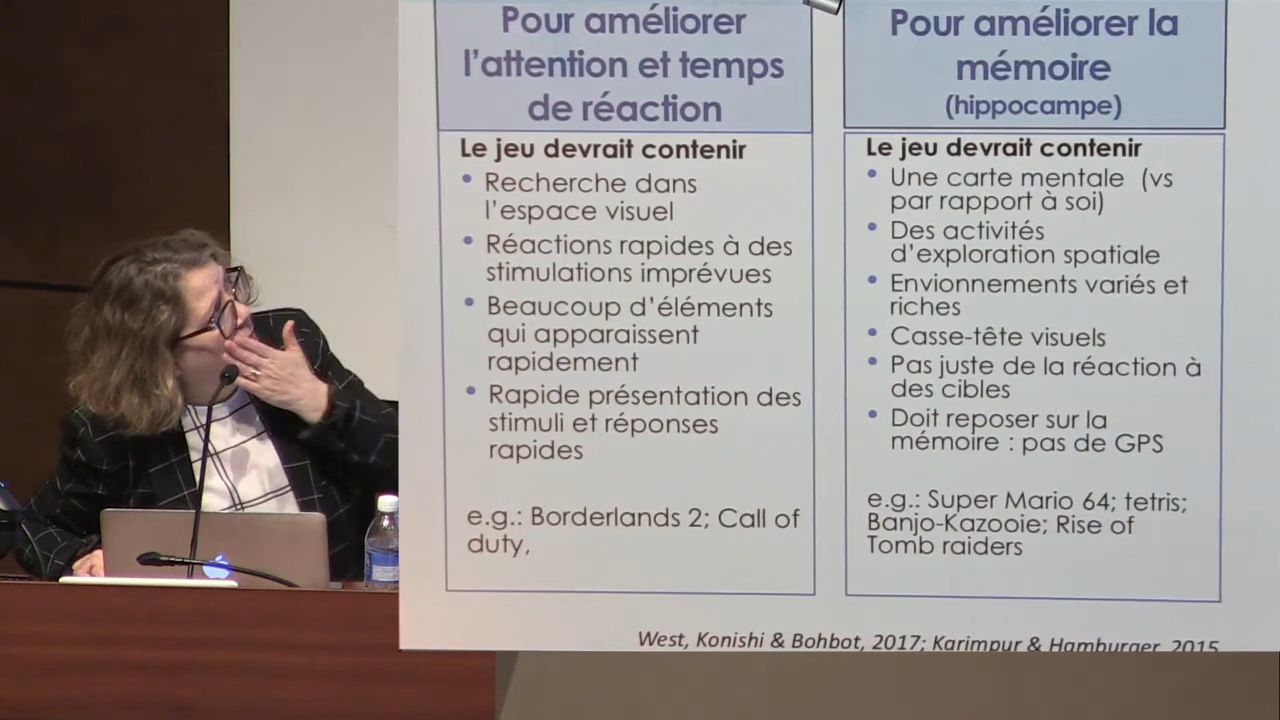 Pour améliorer
l'attention et temps
de réaction
Le jeu devrait contenir
• Recherche dans
l'espace visuel
• Réactions rapides à des
stimulations imprévues
• Beaucoup d'éléments
qui apparaissent
rapidement
• Rapide présentation des
stimuli et réponses
rapides
e.g.: Borderlands 2; Call of
duty,
Pour améliorer la
mémoire
(hippocampe)
Le jeu devrait contenir
• Une carte mentale (vs
par rapport à soi)
• Des activités
d'exploration spatiale
• Envionnements variés et
riches
• Casse-tête visuels
• Pas juste de la réaction à
des cibles
• Doit reposer sur la
mémoire : pas de GPS
e.g.: Super Mario 64; tetris;
Banjo-Kazooie; Rise of
Tomb raiders
West, Konishi & Bohbot, 2017; Karimpur & Hamburger, 2015